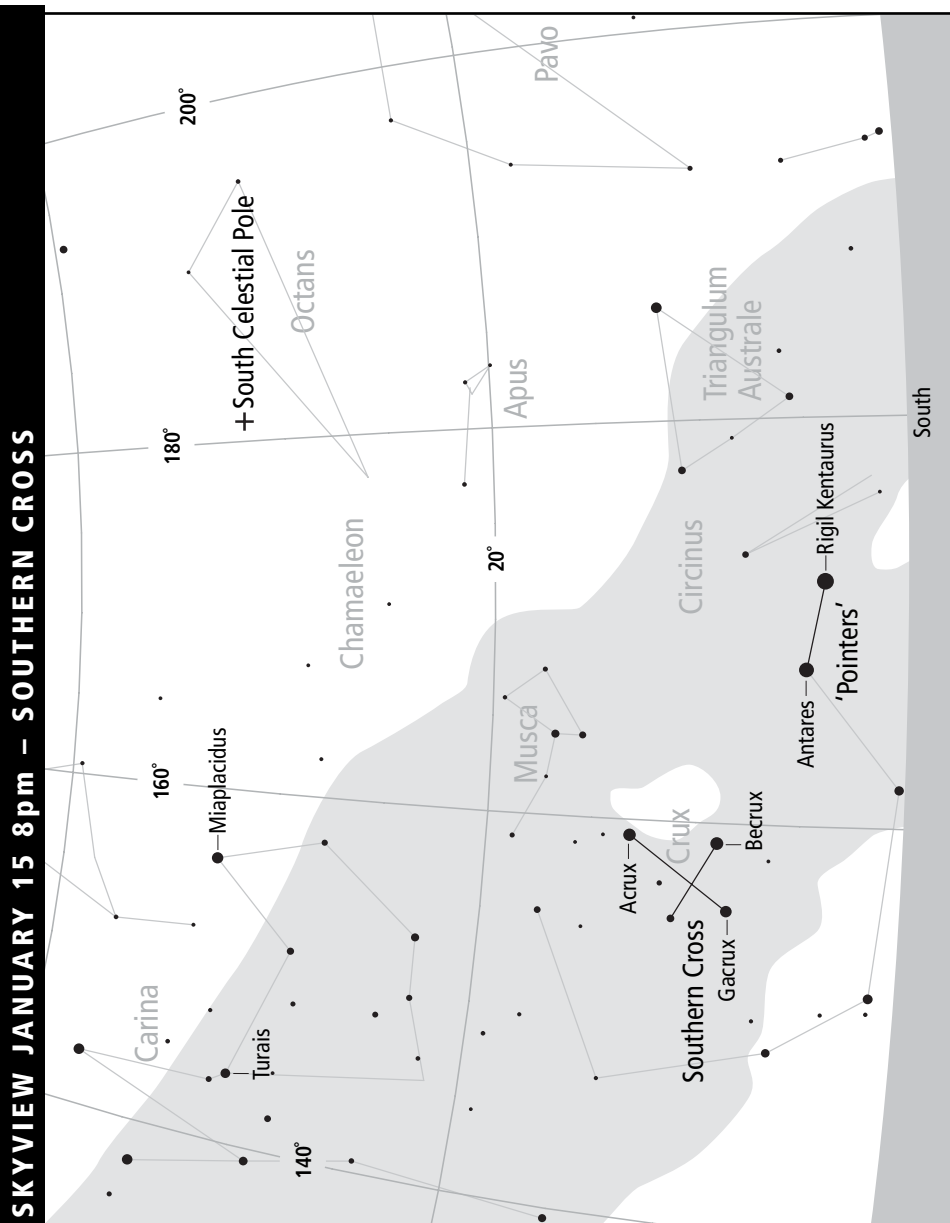 SKYVIEW JANUARY 15 8pm – SOUTHERN CROSS
200°
180°
160°
140°
20°
South Celestial Pole
Octans
Pavo
Apus
Chamaeleon
Triangulum
Australe
Circinus
Musca
Crux
Carina
Miaplacidus
Turais
Acrux
Becrux
Gacrux
Southern Cross
Antares
Rigil Kentaurus
'Pointers'
South